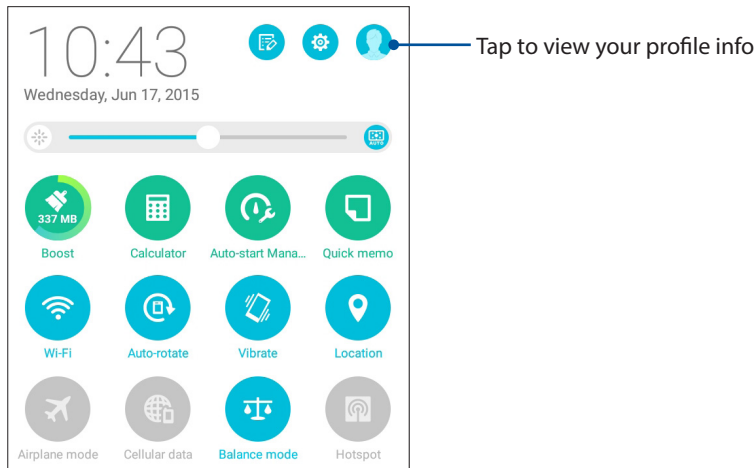 10:43
Tap to view your profile info
Wednesday, Jun 17, 2015
AUTO
337 MB
Boost Calculator Auto-start Mana... Quick memo
Wi-Fi Auto-rotate Vibrate Location
Airplane mode Cellular data Balance mode Hotspot